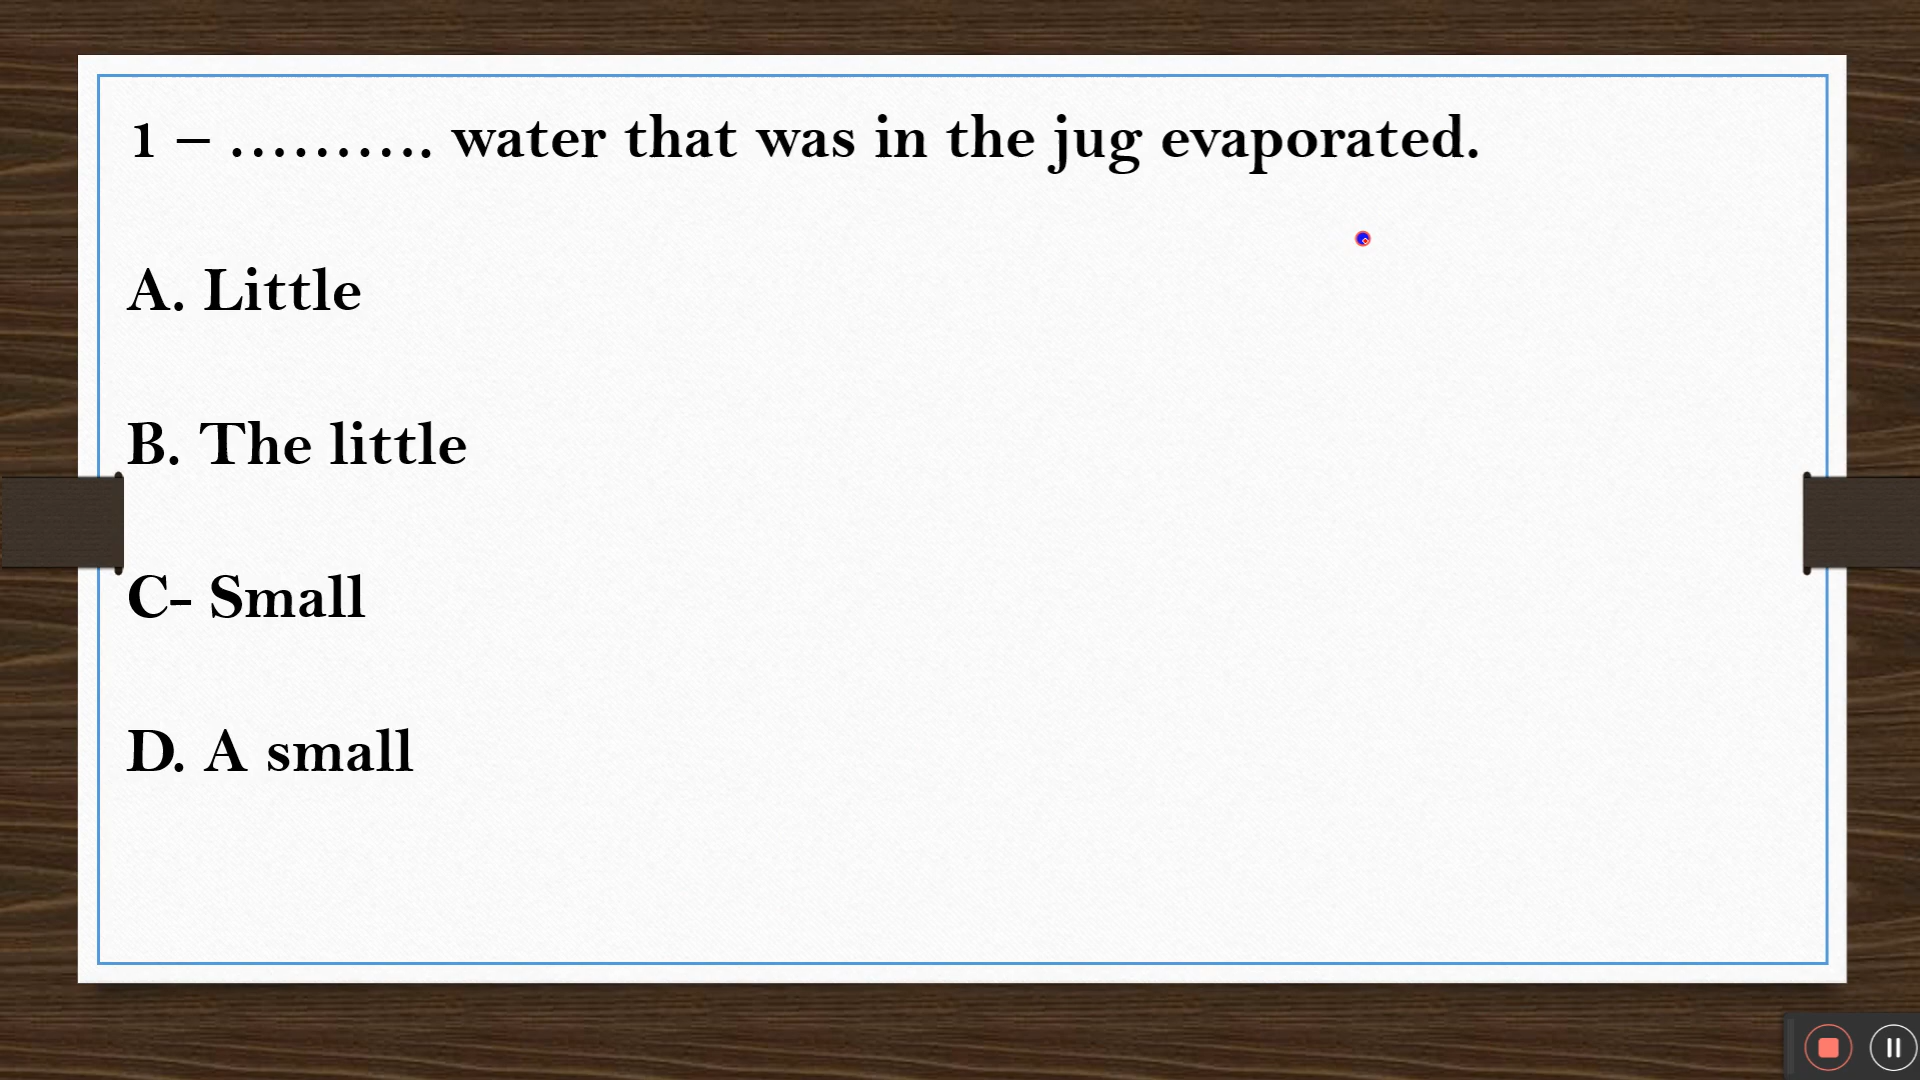 1 – ………. water that was in the jug evaporated.
A. Little
B. The little
C- Small
D. A small